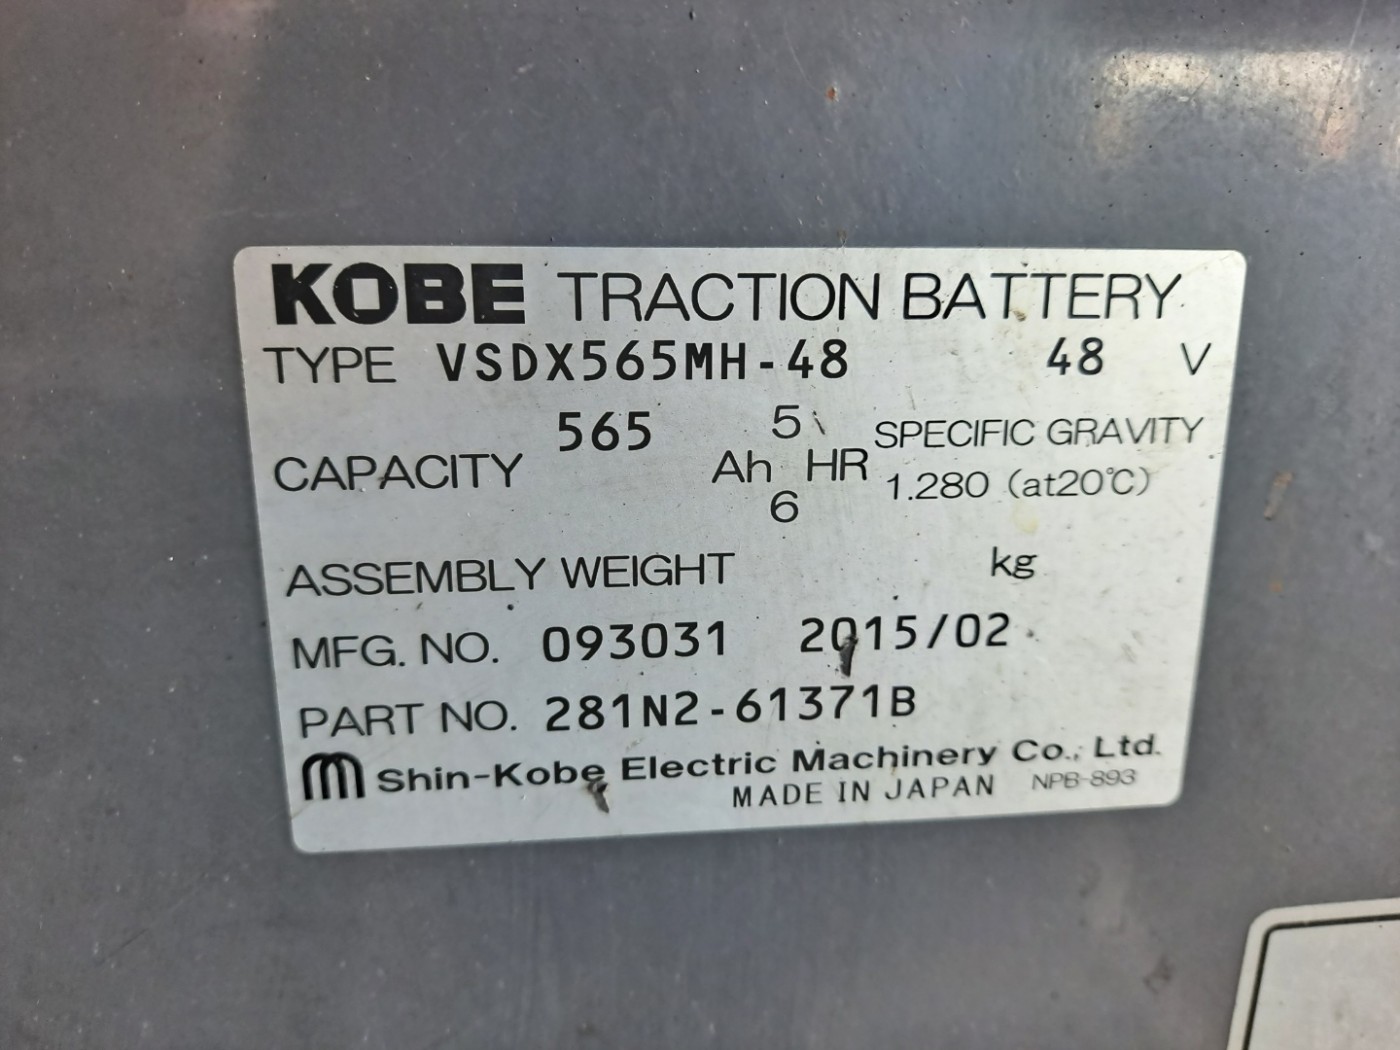 KOBE TRACTION BATTERY
TYPE VSDX565MH-48 48 V
CAPACITY 565 Ah 5 HR SPECIFIC GRAVITY
6 1.280 (at20℃)
ASSEMBLY WEIGHT kg
MFG. NO. 093031 2015/02
PART NO. 281N2-61371B
Shin-Kobe Electric Machinery Co., Ltd.
MADE IN JAPAN NPB-893